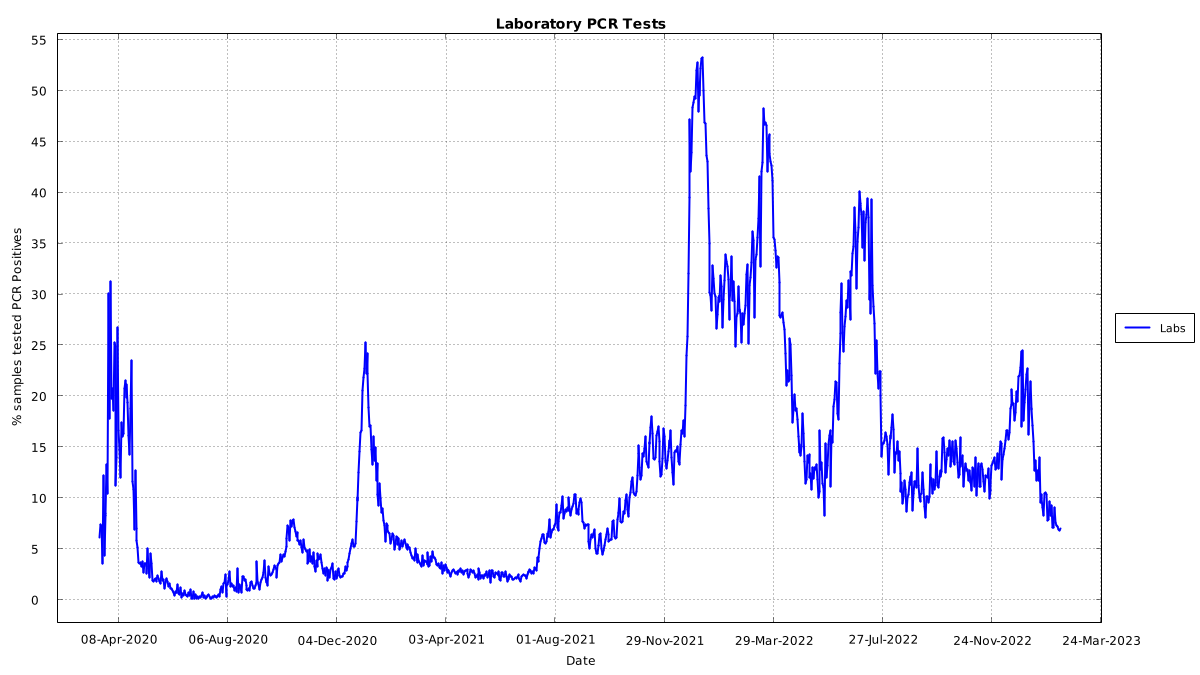 Laboratory PCR Tests
55
50
45
40
35
30
25
20
15
10
5
0
% samples tested PCR Positives
08-Apr-2020 06-Aug-2020 04-Dec-2020 03-Apr-2021 01-Aug-2021 29-Nov-2021 29-Mar-2022 27-Jul-2022 24-Nov-2022 24-Mar-2023
Date
Labs